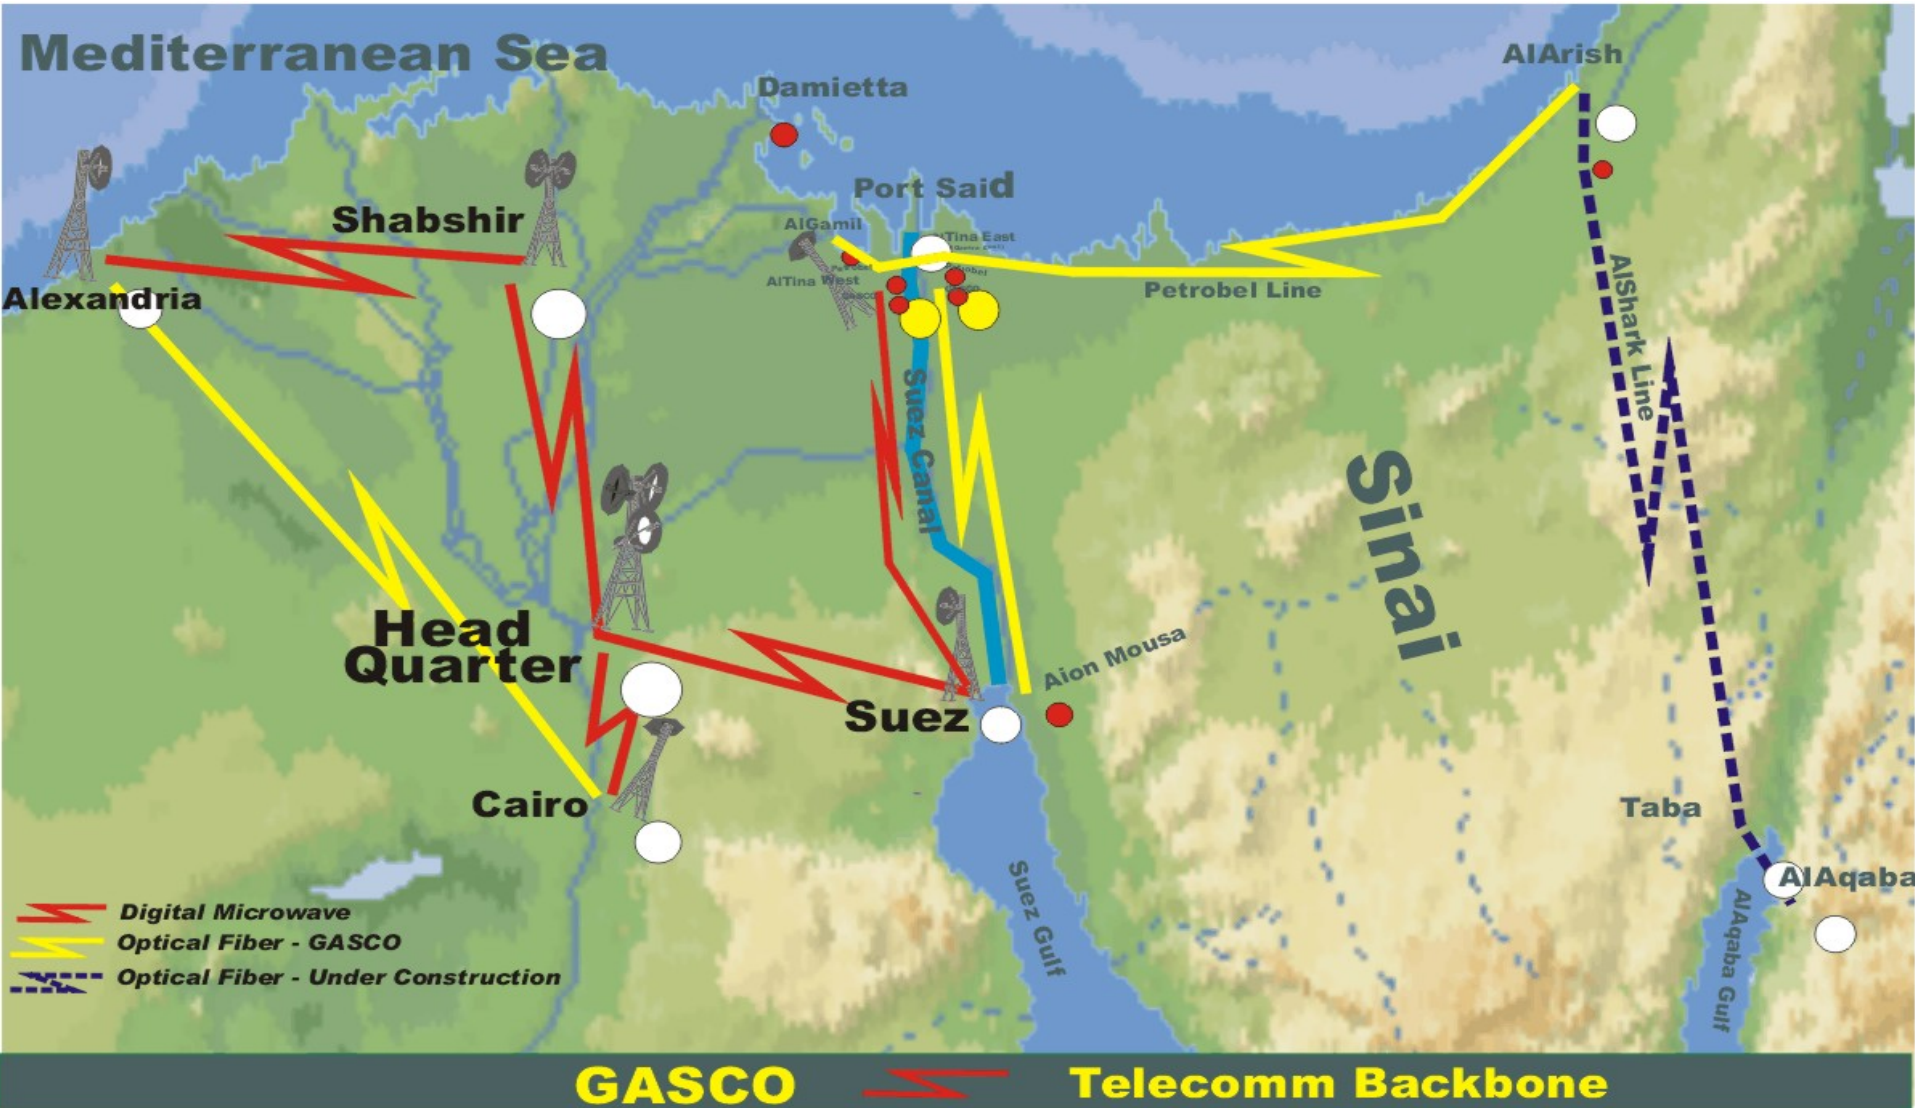 Mediterranean Sea
AlArish
Damietta
Port Said
Shabshir
AlGamil
Tina East
AlTina West
Petrobel Line
Alexandria
AlShark Line
Suez Canal
Sinai
Head
Quarter
Aion Mousa
Suez
Cairo
Taba
AlAqaba
Suez Gulf
AlAqaba Gulf
Digital Microwave
Optical Fiber - GASCO
Optical Fiber - Under Construction
GASCO Telecomm Backbone